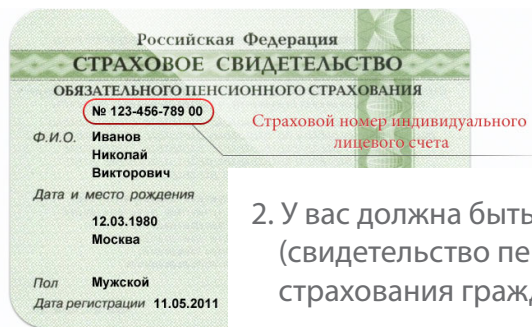 Российская Федерация
СТРАХОВОЕ СВИДЕТЕЛЬСТВО
ОБЯЗАТЕЛЬНОГО ПЕНСИОННОГО СТРАХОВАНИЯ
№ 123-456-789 00
Страховой номер индивидуального
лицевого счета
Ф.И.О. Иванов
Николай
Викторович
Дата и место рождения
12.03.1980
Москва
Пол Мужской
Дата регистрации 11.05.2011
2. У вас должна быть
(свидетельство пе
страхования гражд